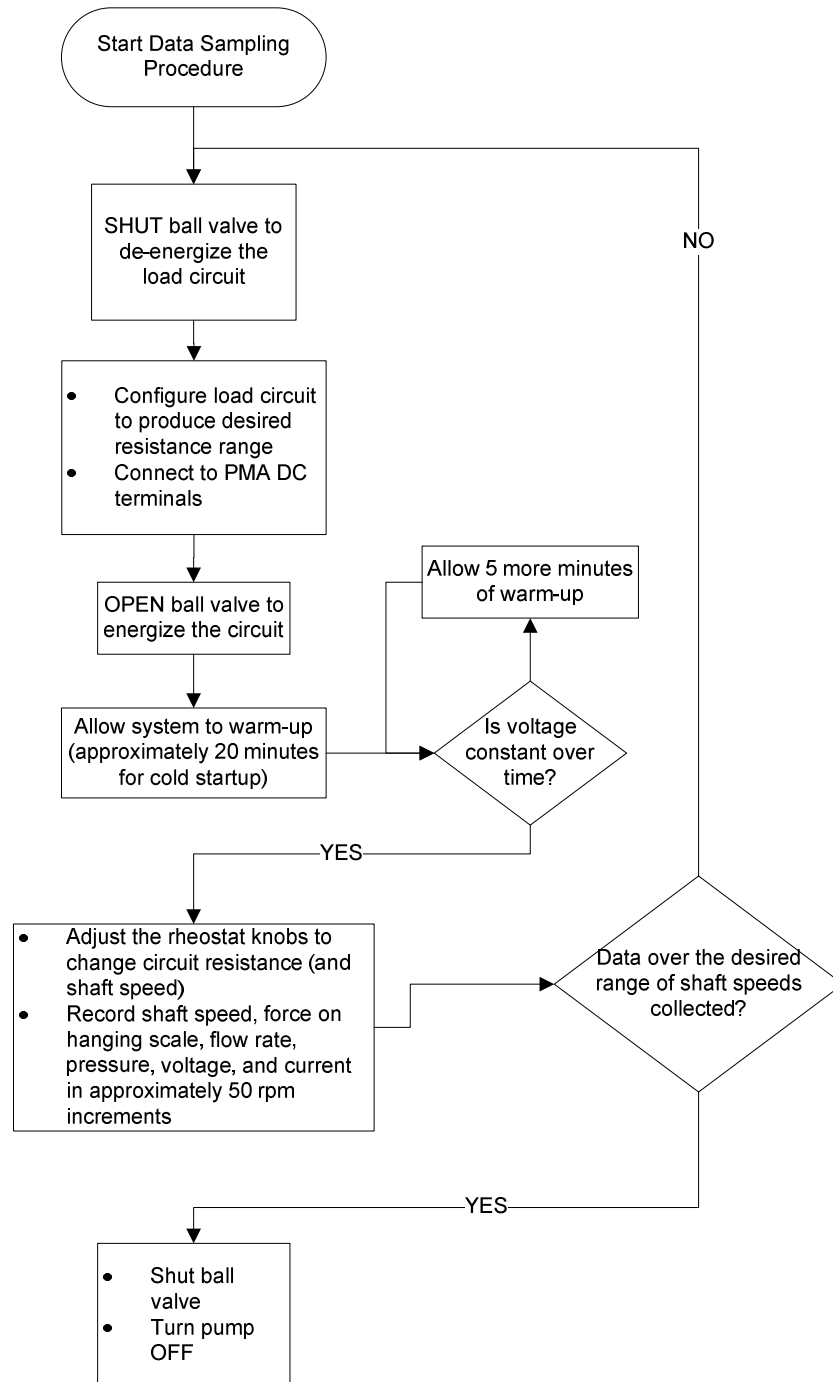 Start Data Sampling
Procedure
SHUT ball valve to
de-energize the
load circuit
NO
• Configure load circuit
to produce desired
resistance range
• Connect to PMA DC
terminals
Allow 5 more minutes
of warm-up
OPEN ball valve to
energize the circuit
Allow system to warm-up
(approximately 20 minutes
for cold startup)
Is voltage
constant over
time?
YES
• Adjust the rheostat knobs to
change circuit resistance (and
shaft speed)
• Record shaft speed, force on
hanging scale, flow rate,
pressure, voltage, and current
in approximately 50 rpm
increments
Data over the desired
range of shaft speeds
collected?
YES
• Shut ball
valve
• Turn pump
OFF